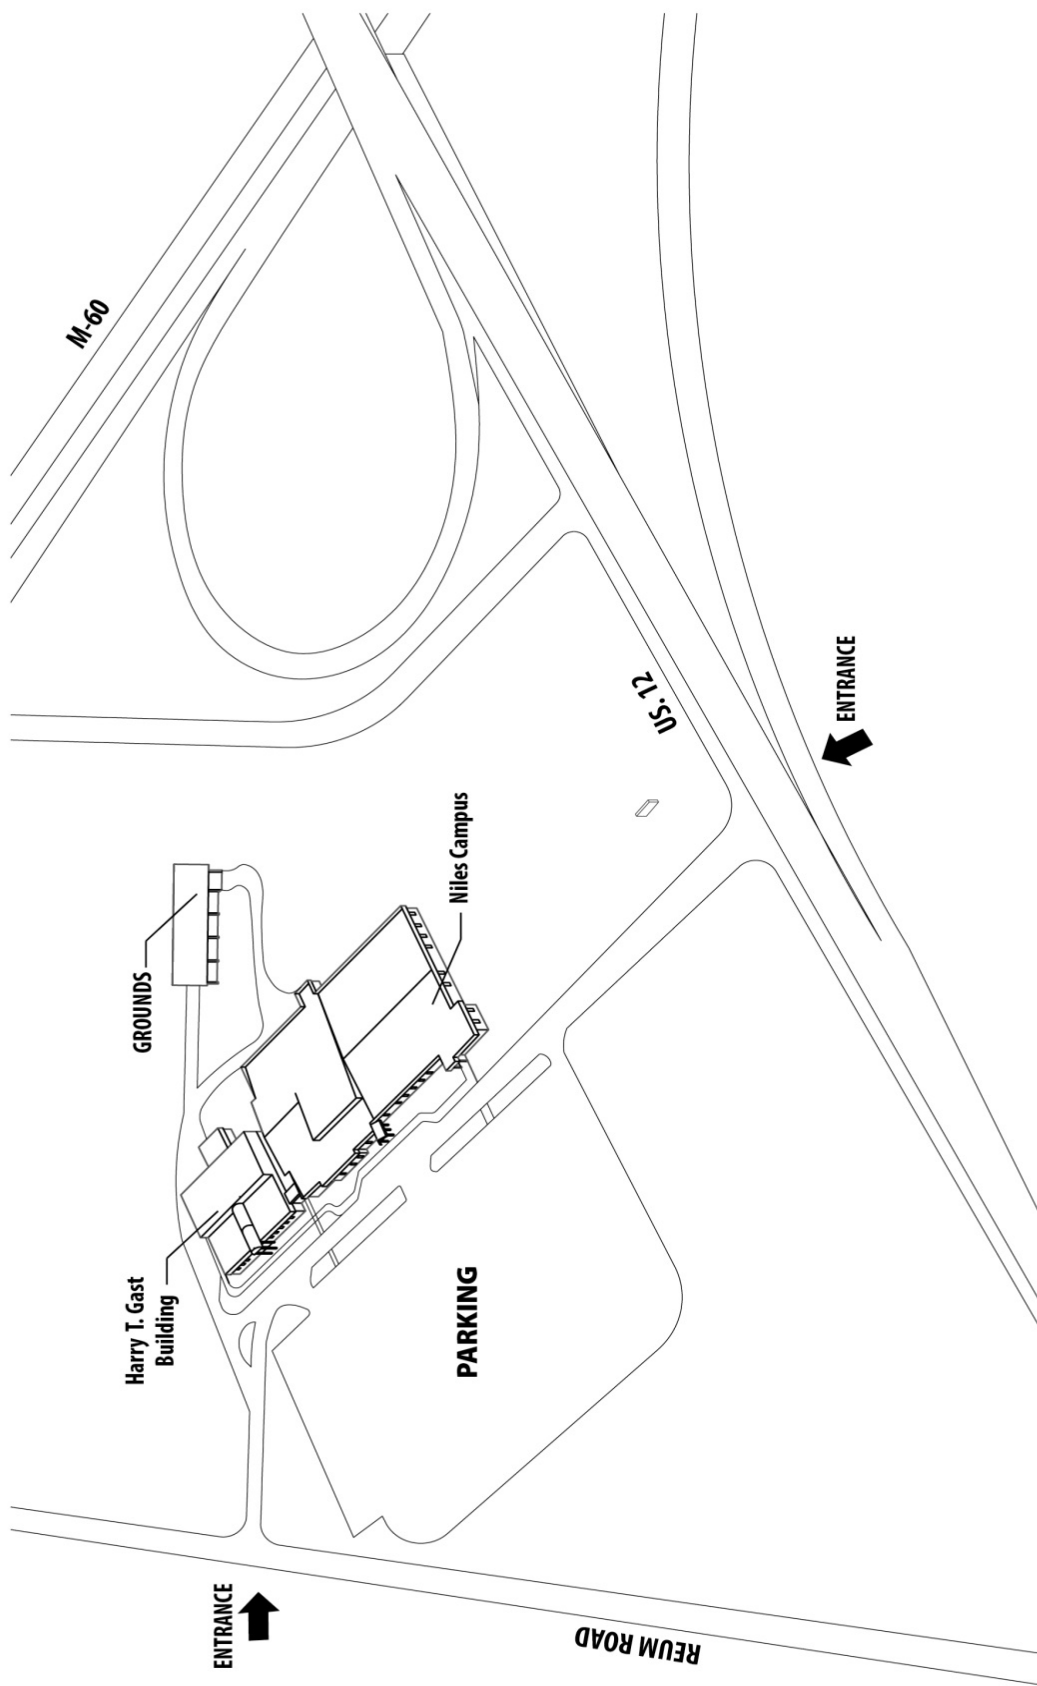 M-60
US. 12
ENTRANCE
GROUNDS
Niles Campus
Harry T. Gast
Building
PARKING
ENTRANCE
REUM ROAD